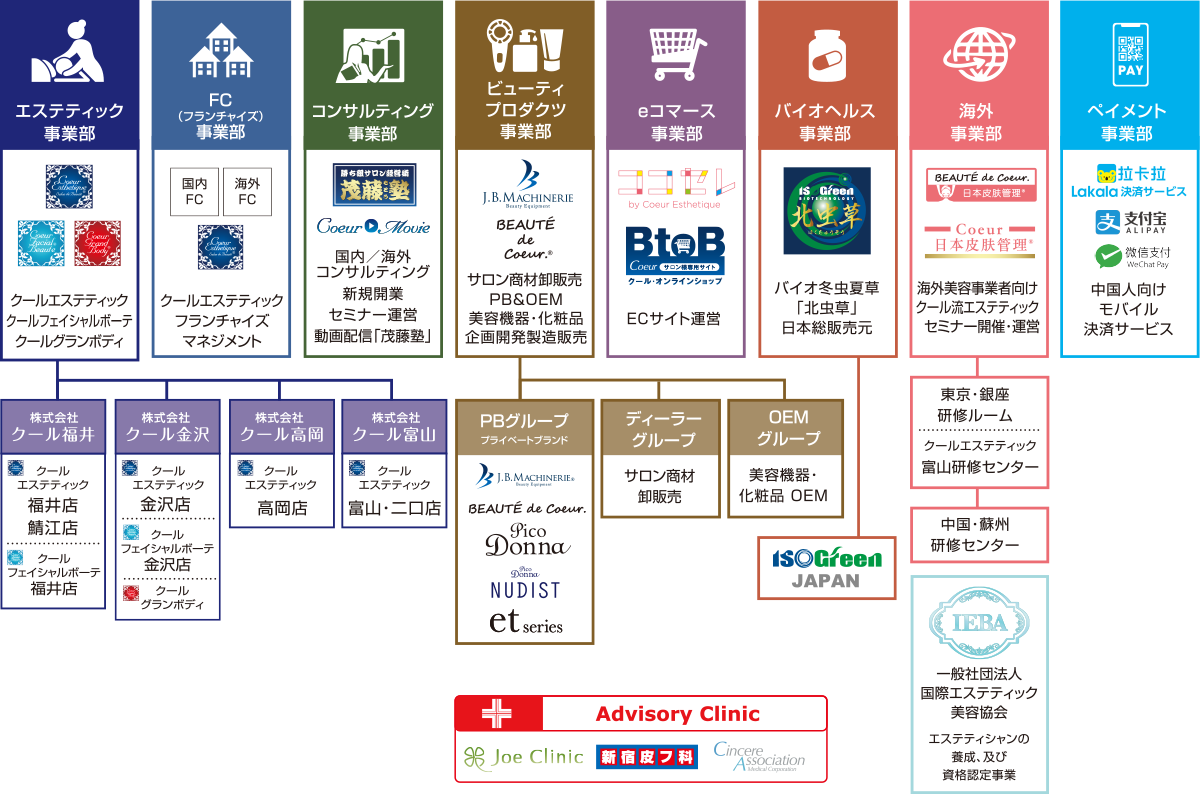 エステティック
事業部
Coeur
Esthetique
Coeur
Facial
Beaute
Coeur
Grand
Body
クールエステティック
クールフェイシャルボーテ
クールグランボディ
FC
（フランチャイズ）
事業部
国内
FC
海外
FC
Coeur
esthetique
クールエステティック
フランチャイズ
マネジメント
コンサルティング
事業部
勝ち組サロン経営塾
茂藤塾
Coeur Movie
国内／海外
コンサルティング
新規開業
セミナー運営
動画配信「茂藤塾」
ビューティ
プロダクツ
事業部
J.B.MACHINERIE
Beauty Equipment
BEAUTÉ
de
Coeur.®
サロン商材卸販売
PB&OEM
美容機器・化粧品
企画開発製造販売
eコマース
事業部
ココセレ
by Coeur Esthetique
BtoB
Coeur サロン様専用サイト
クール・オンラインショップ
ECサイト運営
バイオヘルス
事業部
IS Green
BIOTECHNOLOGY
北虫草
バイオ冬虫夏草
「北虫草」
日本総販売元
海外
事業部
BEAUTÉ de Coeur.
日本皮肤管理®
Coeur
日本皮肤管理®
海外美容事業者向け
クール流エステティック
セミナー開催・運営
PAY
ペイメント
事業部
拉卡拉
Lakala 決済サービス
支 支付宝
ALIPAY
微信支付
WeChat Pay
中国人向け
モバイル
決済サービス
株式会社
クール福井
クール
エステティック
福井店
鯖江店
クール
フェイシャルボーテ
福井店
株式会社
クール金沢
クール
エステティック
金沢店
クール
フェイシャルボーテ
金沢店
クール
グランボディ
株式会社
クール高岡
クール
エステティック
高岡店
株式会社
クール富山
クール
エステティック
富山・二口店
PBグループ
プライベートブランド
J.B.MACHINERIE®
Beauty Equipment
BEAUTÉ de Coeur.
Pico
Donna
Pico
Donna
NUDIST
et series
ディーラー
グループ
サロン商材
卸販売
OEM
グループ
美容機器・
化粧品 OEM
ISOGreen
JAPAN
東京・銀座
研修ルーム
クールエステティック
富山研修センター
中国・蘇州
研修センター
IEBA
一般社団法人
国際エステティック
美容協会
エステティシャンの
養成、及び
資格認定事業
Advisory Clinic
Joe Clinic
新宿皮フ科
Cincere
Association
Medical Corporation